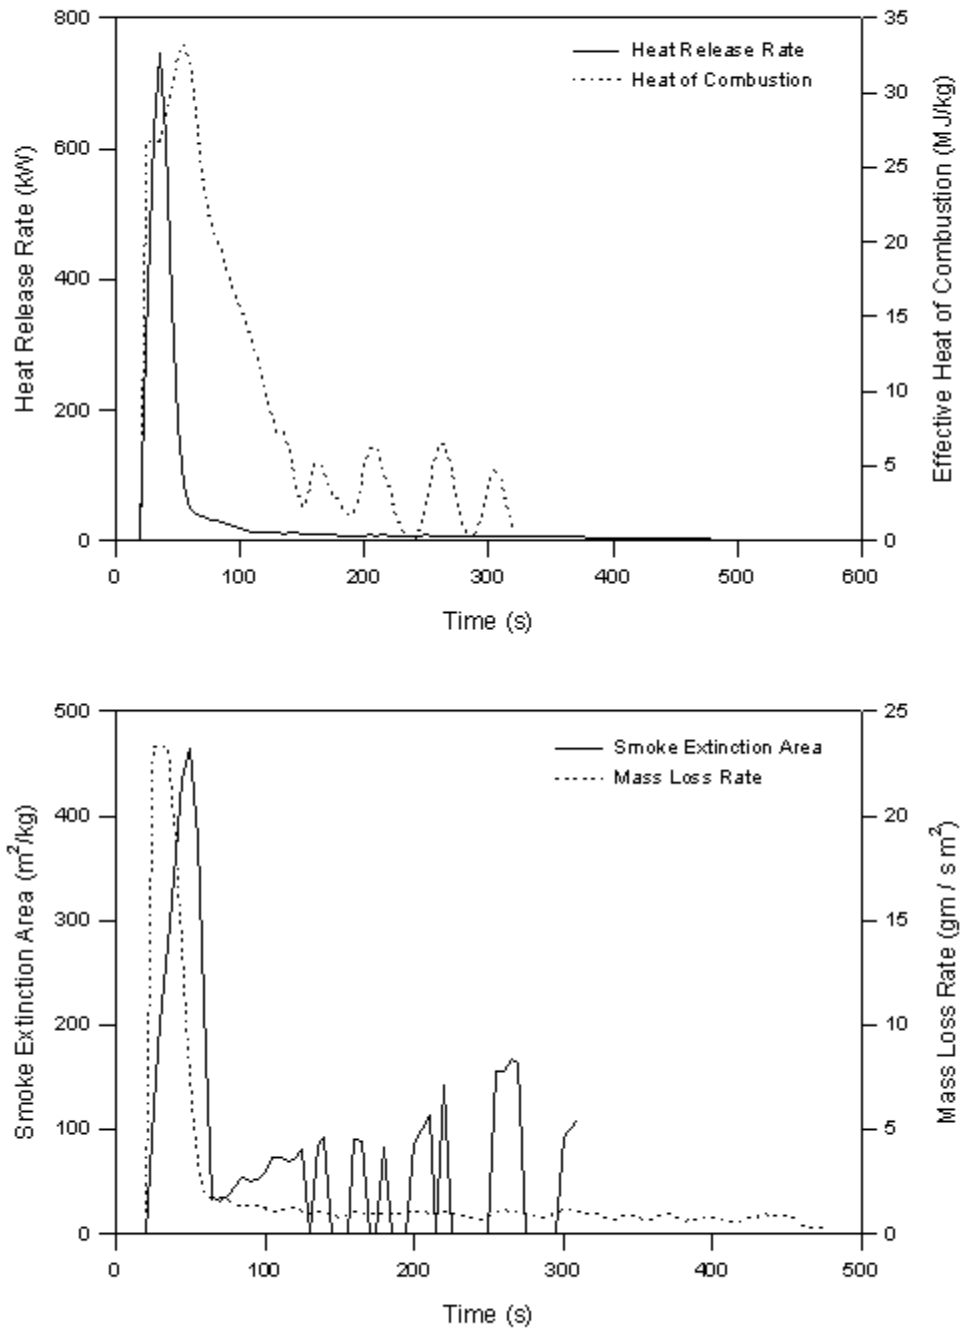 800
600
400
200
0
35
30
25
20
15
10
5
0
Heat Release Rate
Heat of Combustion
Heat Release Rate (kW)
Effective Heat of Combustion (MJ/kg)
0 100 200 300 400 500 600
Time (s)
500
400
300
200
100
0
25
20
15
10
5
0
Smoke Extinction Area
Mass Loss Rate
Smoke Extinction Area (m²/kg)
Mass Loss Rate (gm / s m²)
0 100 200 300 400 500
Time (s)